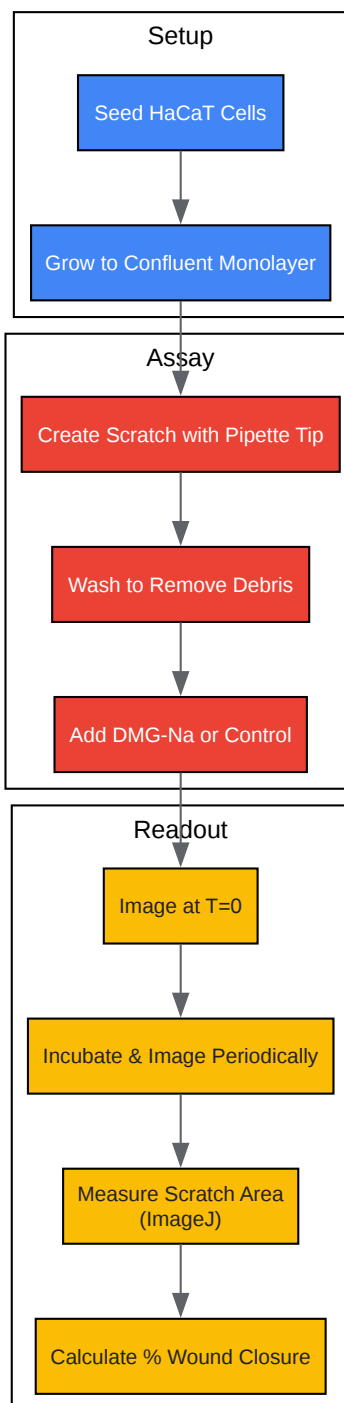 Setup
Seed HaCaT Cells
Grow to Confluent Monolayer
Assay
Create Scratch with Pipette Tip
Wash to Remove Debris
Add DMG-Na or Control
Readout
Image at T=0
Incubate & Image Periodically
Measure Scratch Area
(ImageJ)
Calculate % Wound Closure